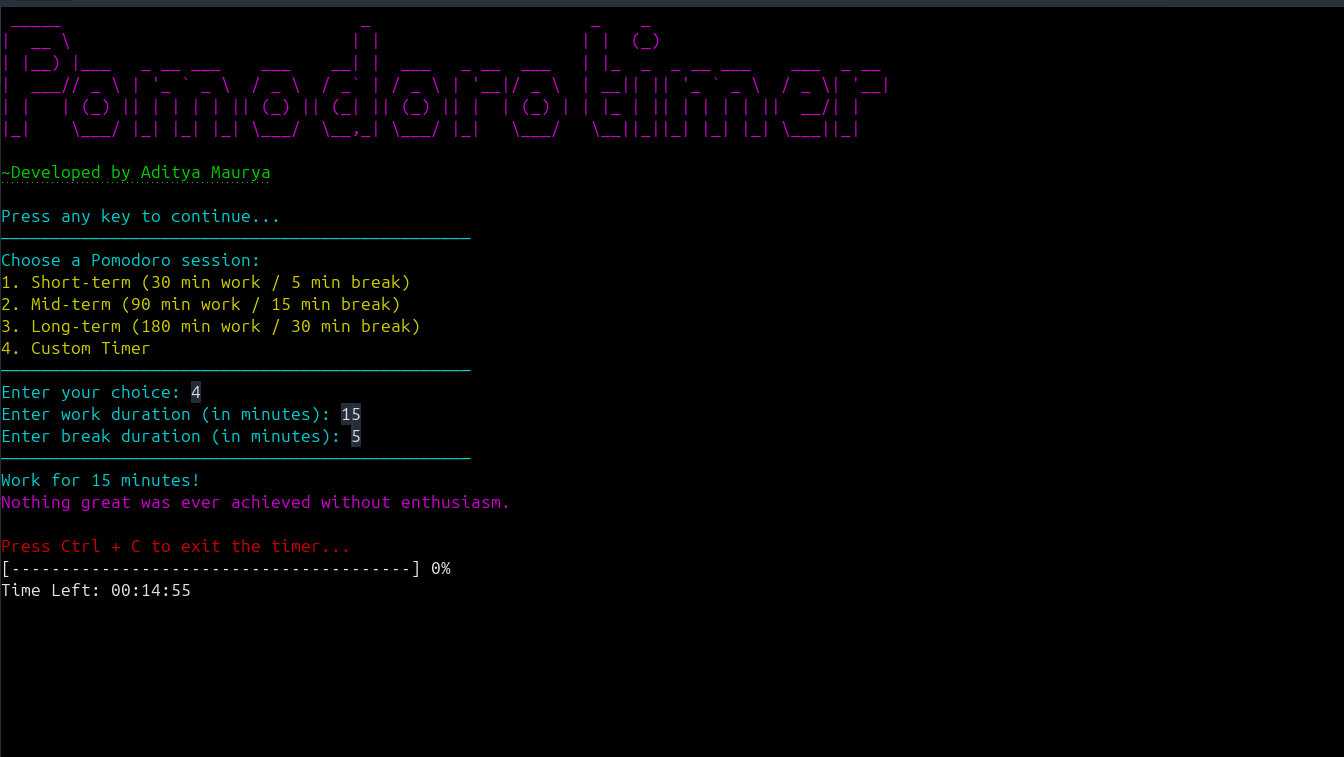 Pomodoro timer
~Developed by Aditya Maurya
Press any key to continue...
Choose a Pomodoro session:
1. Short-term (30 min work / 5 min break)
2. Mid-term (90 min work / 15 min break)
3. Long-term (180 min work / 30 min break)
4. Custom Timer
Enter your choice: 4
Enter work duration (in minutes): 15
Enter break duration (in minutes): 5
Work for 15 minutes!
Nothing great was ever achieved without enthusiasm.
Press Ctrl + C to exit the timer...
[----------------------------------------] 0%
Time Left: 00:14:55